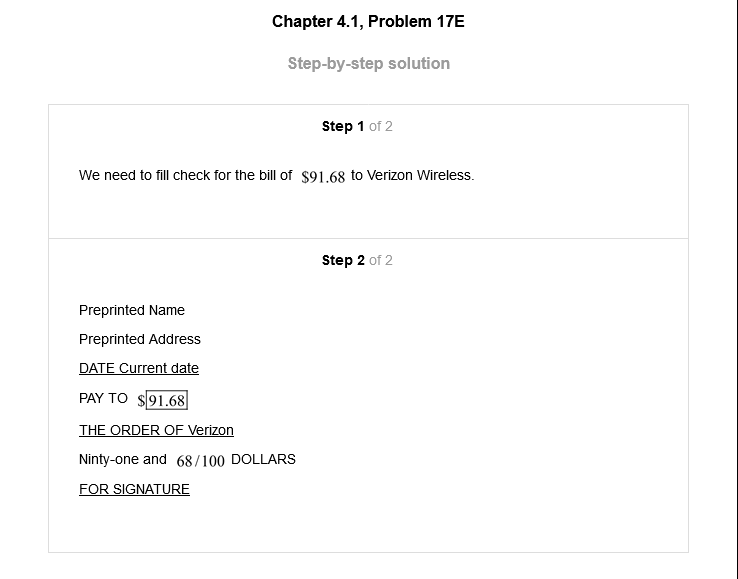 Chapter 4.1, Problem 17E
Step-by-step solution
Step 1 of 2
We need to fill check for the bill of $91.68 to Verizon Wireless.
Step 2 of 2
Preprinted Name
Preprinted Address
DATE Current date
PAY TO $91.68
THE ORDER OF Verizon
Ninty-one and 68/100 DOLLARS
FOR SIGNATURE